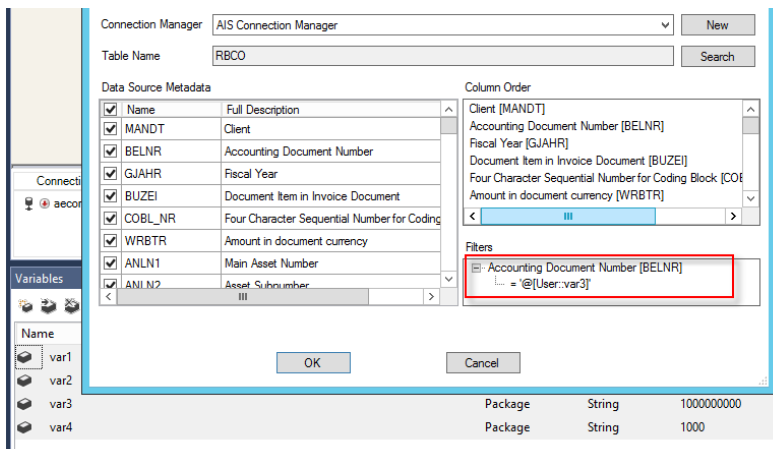 Connection Manager AIS Connection Manager New
Table Name RBCO Search
Data Source Metadata
Name Full Description
MANDT Client
BELNR Accounting Document Number
GJAHR Fiscal Year
BUZEI Document Item in Invoice Document
COBL_NR Four Character Sequential Number for Coding
WRBTR Amount in document currency
ANLN1 Main Asset Number
ANLN2 Asset Subnumber
Column Order
Client [MANDT]
Accounting Document Number [BELNR]
Fiscal Year [GJAHR]
Document Item in Invoice Document [BUZEI]
Four Character Sequential Number for Coding Block [COB
Amount in document currency [WRBTR]
Filters
Accounting Document Number [BELNR]
= '@[User::var3]'
OK Cancel
Connecti
aecor
Variables
Name
var1
var2
var3 Package String 1000000000
var4 Package String 1000